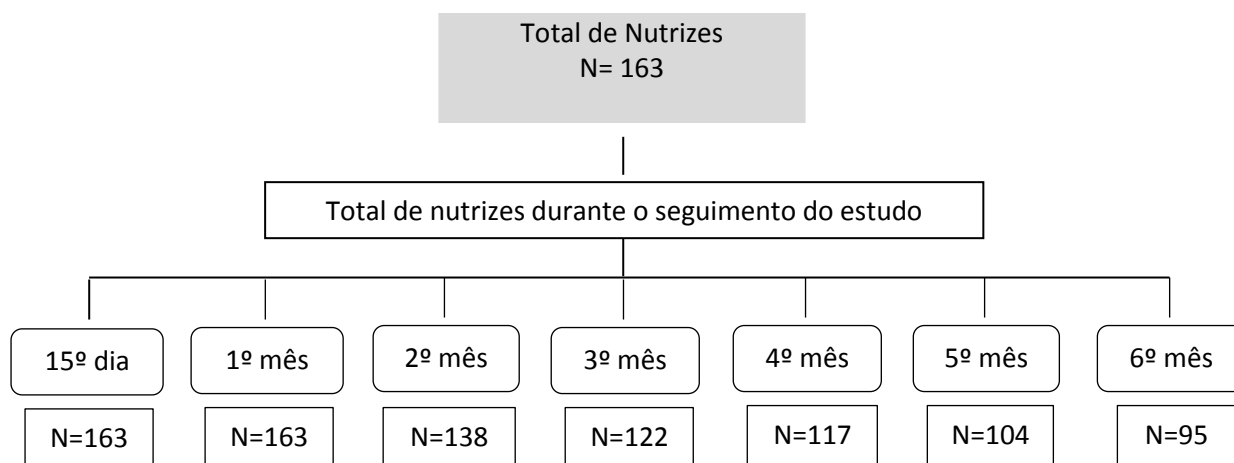 Total de Nutrizes
N= 163
Total de nutrizes durante o seguimento do estudo
15º dia
1º mês
2º mês
3º mês
4º mês
5º mês
6º mês
N=163
N=163
N=138
N=122
N=117
N=104
N=95